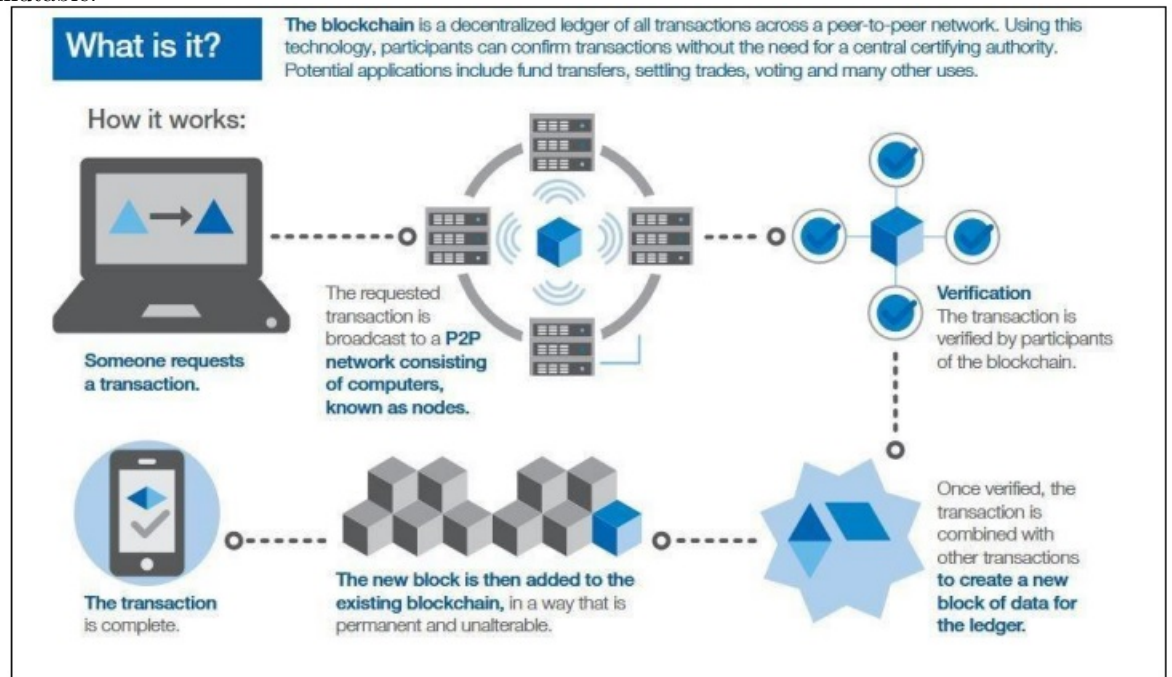 What is it?
The blockchain is a decentralized ledger of all transactions across a peer-to-peer network. Using this
technology, participants can confirm transactions without the need for a central certifying authority.
Potential applications include fund transfers, settling trades, voting and many other uses.
How it works:
Someone requests
a transaction.
The requested
transaction is
broadcast to a P2P
network consisting
of computers,
known as nodes.
Verification
The transaction is
verified by participants
of the blockchain.
Once verified, the
transaction is
combined with
other transactions
to create a new
block of data for
the ledger.
The new block is then added to the
existing blockchain, in a way that is
permanent and unalterable.
The transaction
is complete.